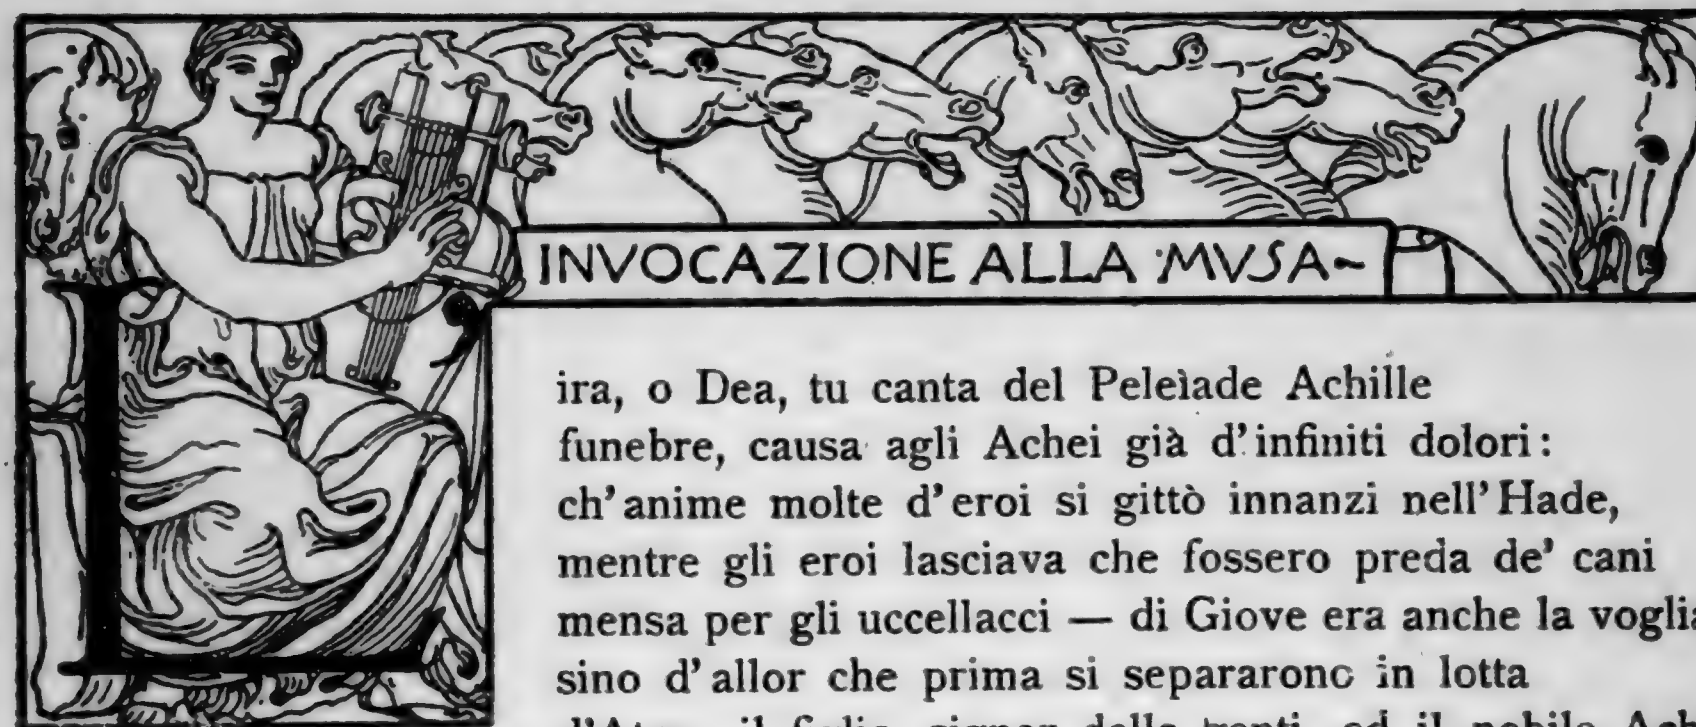 INVOCAZIONE ALLA MVSA~
L
ira, o Dea, tu canta del Peleìade Achille
funebre, causa agli Achei già d'infiniti dolori:
ch'anime molte d'eroi si gittò innanzi nell'Hade,
mentre gli eroi lasciava che fossero preda de' cani
mensa per gli uccellacci — di Giove era anche la voglia
sino d'allor che prima si separarono in lotta